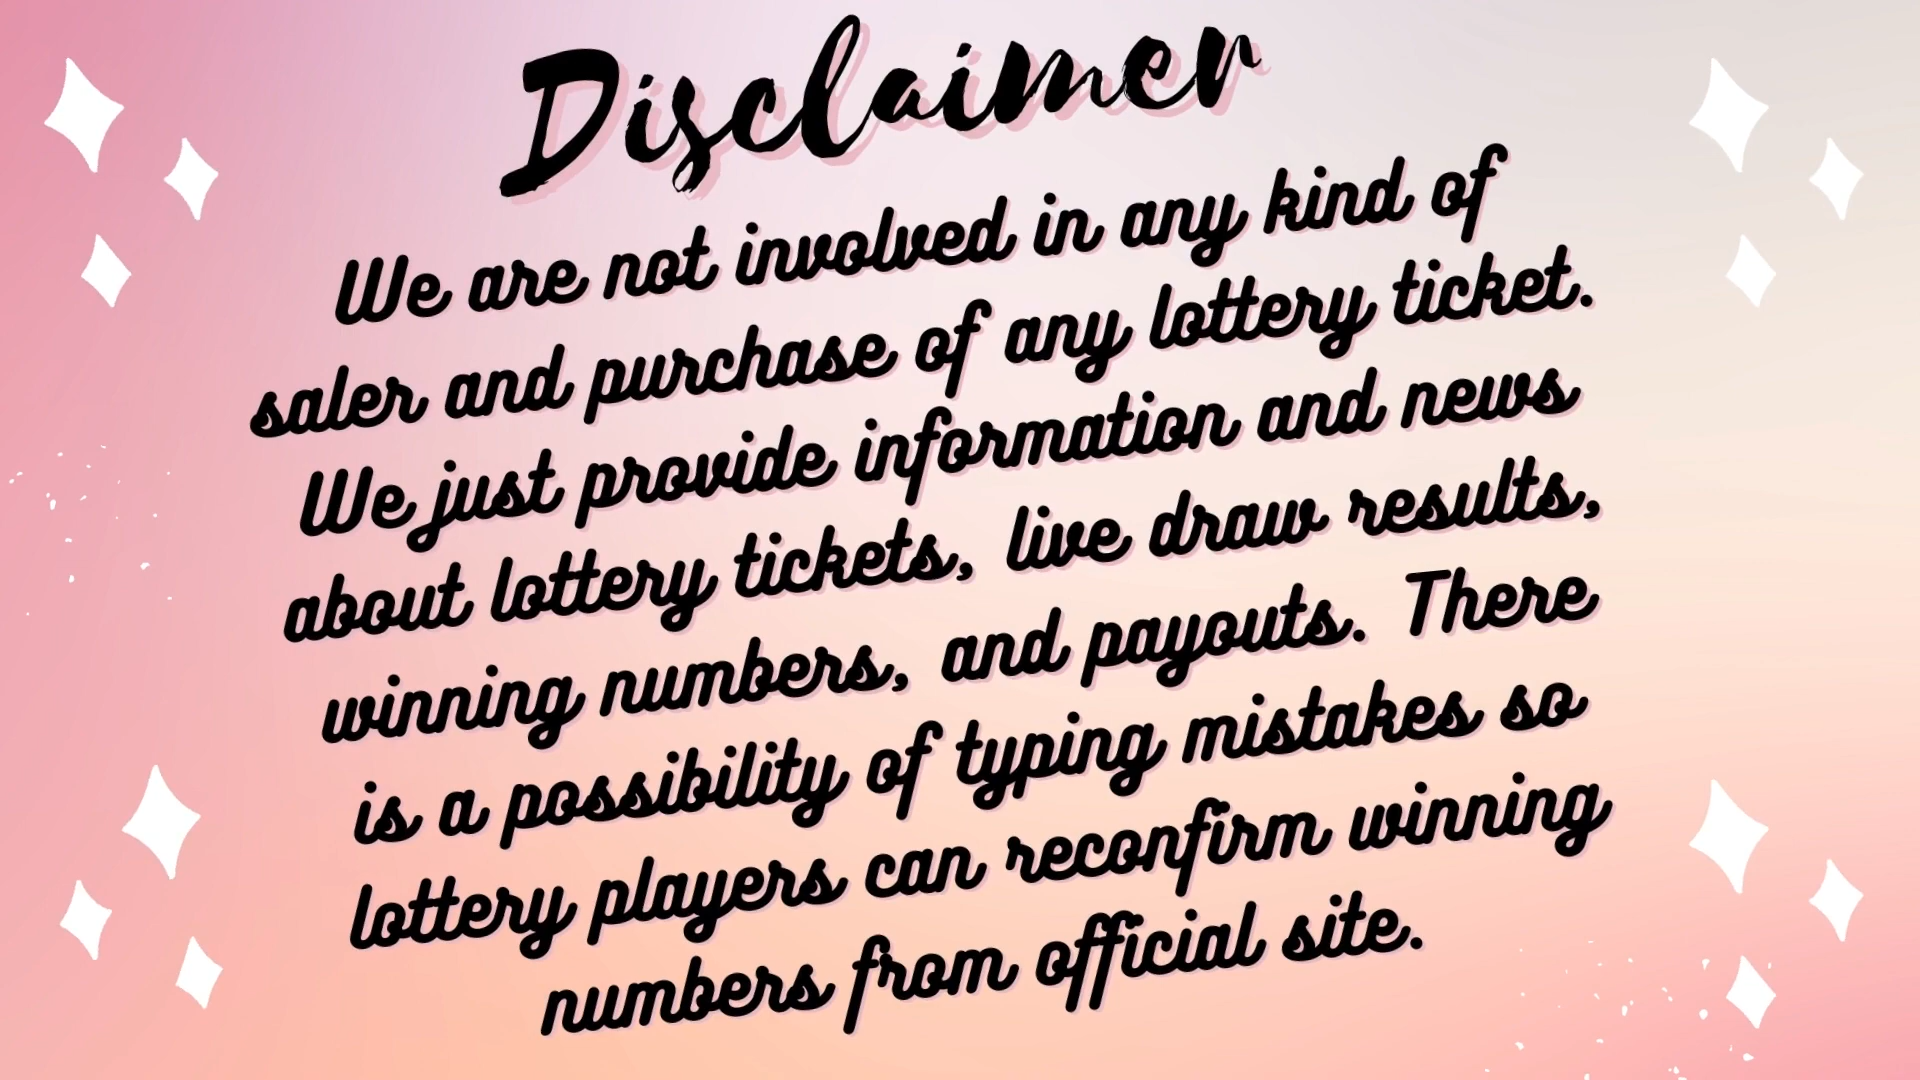 Disclaimer
We are not involved in any kind of
saler and purchase of any lottery ticket.
We just provide information and news
about lottery tickets, live draw results,
winning numbers, and payouts. There
is a possibility of typing mistakes so
lottery players can reconfirm winning
numbers from official site.